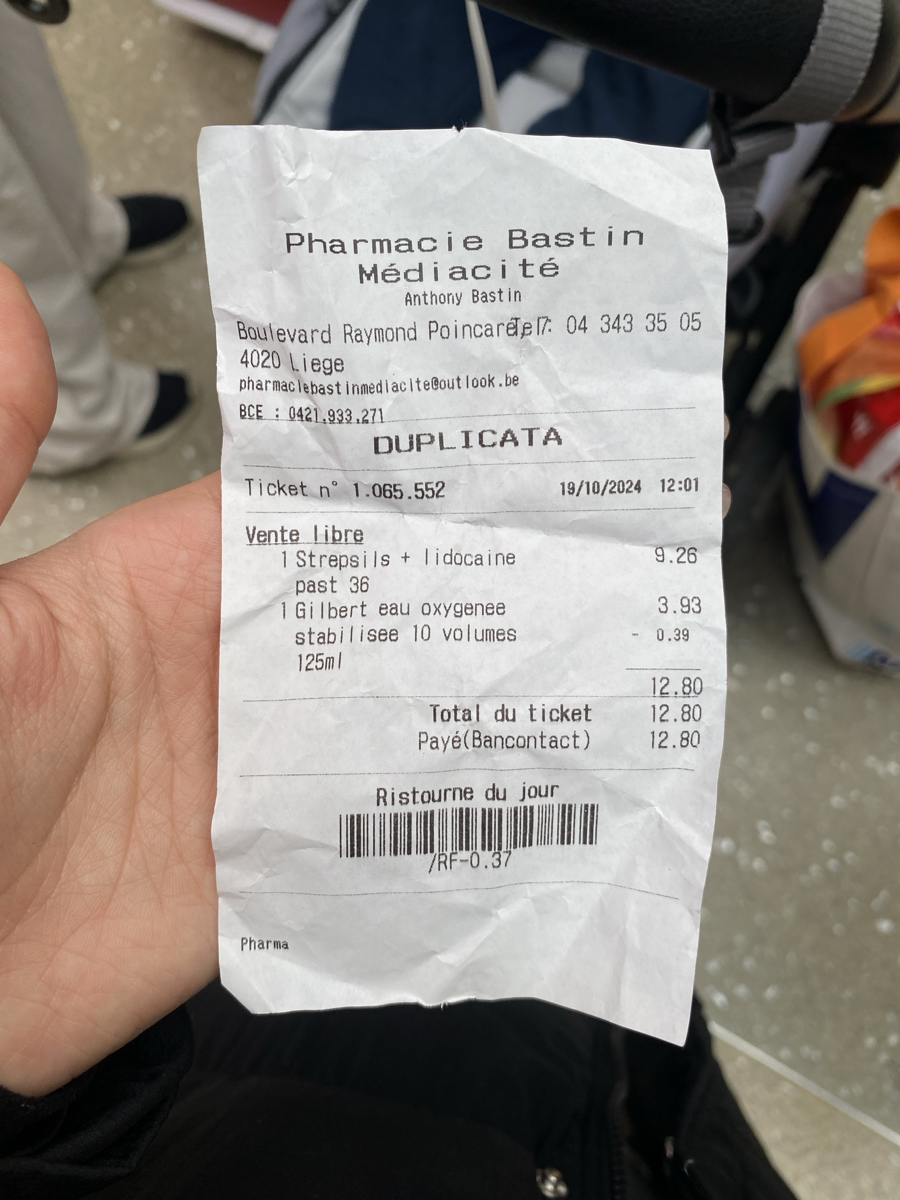 Pharmacie Bastin
Médiacité
Anthony Bastin
Boulevard Raymond Poincaré, 7 Tel : 04 343 35 05
4020 Liege
pharmaciebastinmediacite@outlook.be
BCE : 0421.933.271
DUPLICATA
Ticket n° 1.065.552 19/10/2024 12:01
Vente libre
1 Strepsils + lidocaine 9.26
past 36
1 Gilbert eau oxygenee 3.93
stabilisee 10 volumes - 0.39
125ml
12.80
Total du ticket 12.80
Payé(Bancontact) 12.80
Ristourne du jour
/RF-0.37
Pharma